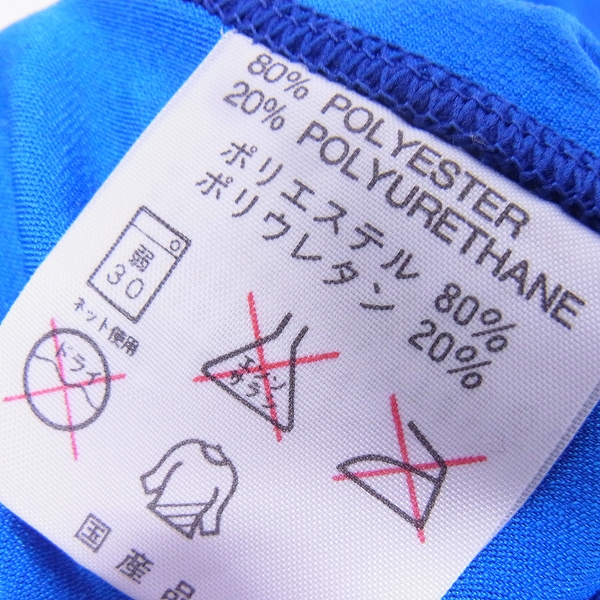 80% POLYESTER
20% POLYURETHANE
ポリエステル 80%
ポリウレタン 20%
弱
30
ネット使用
ドライ
エンソ
サラシ
国産品